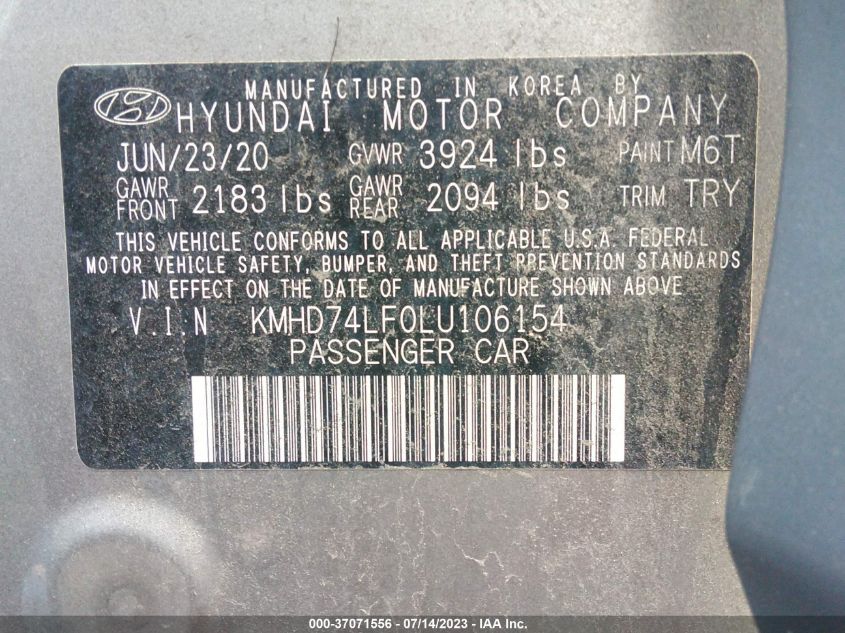 MANUFACTURED IN KOREA BY
HYUNDAI MOTOR COMPANY
JUN/23/20 GVWR 3924 lbs PAINT M6T
GAWR FRONT 2183 lbs GAWR REAR 2094 lbs TRIM TRY
THIS VEHICLE CONFORMS TO ALL APPLICABLE U.S.A. FEDERAL
MOTOR VEHICLE SAFETY, BUMPER, AND THEFT PREVENTION STANDARDS
IN EFFECT ON THE DATE OF MANUFACTURE SHOWN ABOVE
V.I.N. KMHD74LF0LU106154
PASSENGER CAR
000-37071556 - 07/14/2023 - IAA Inc.